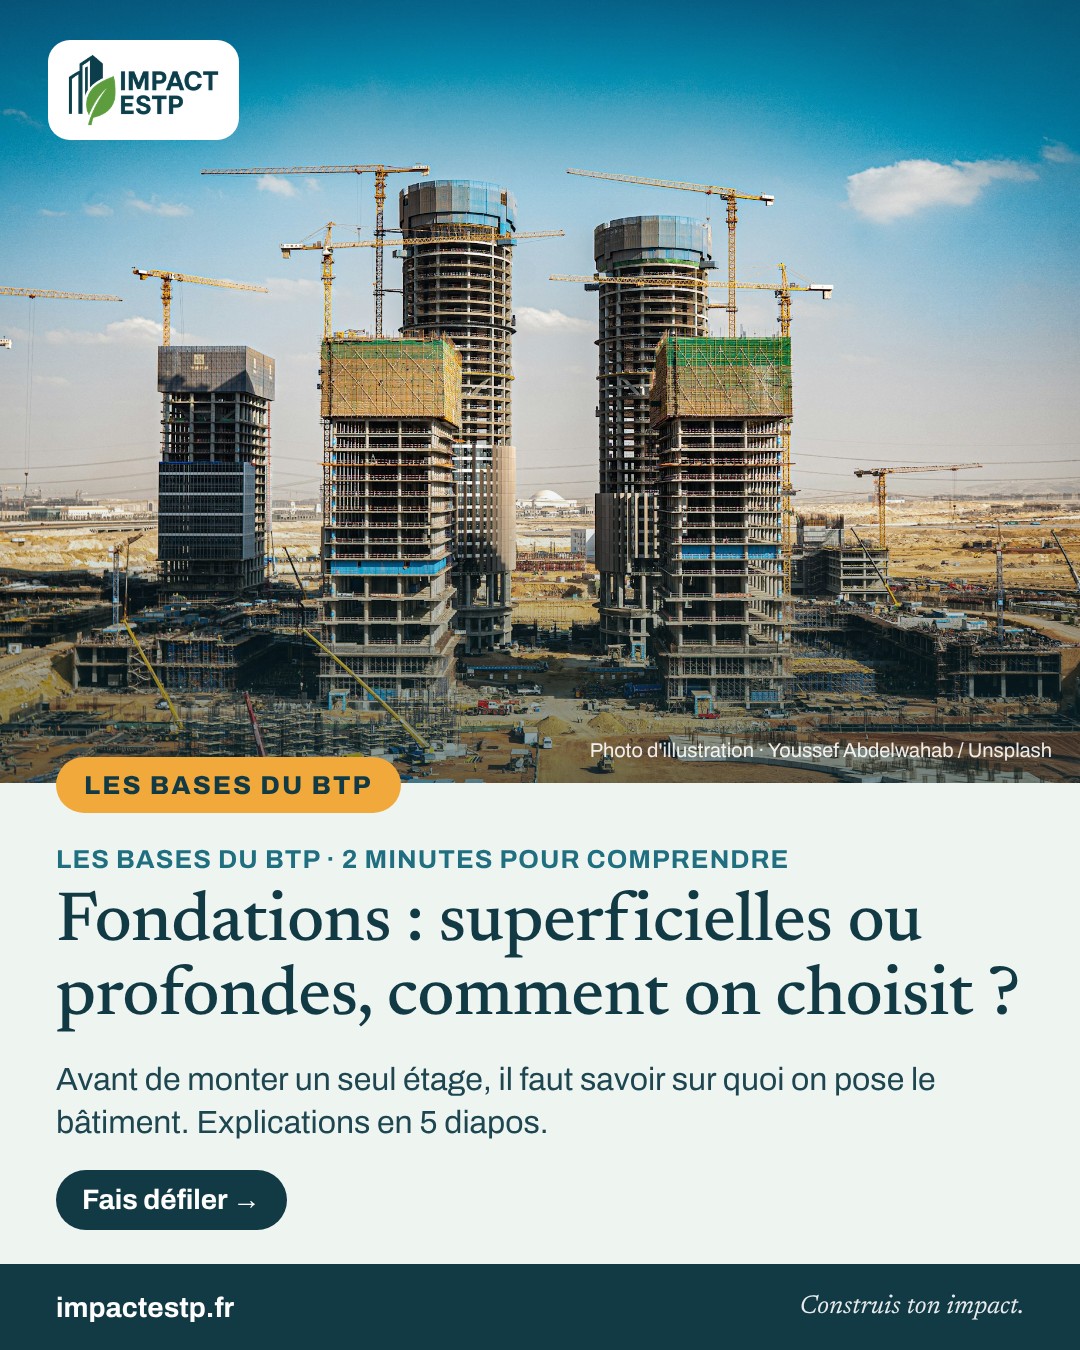 IMPACT
ESTP
Photo d'illustration · Youssef Abdelwahab / Unsplash
LES BASES DU BTP
LES BASES DU BTP · 2 MINUTES POUR COMPRENDRE
Fondations : superficielles ou
profondes, comment on choisit ?
Avant de monter un seul étage, il faut savoir sur quoi on pose le
bâtiment. Explications en 5 diapos.
Fais défiler →
impactestp.fr
Construis ton impact.